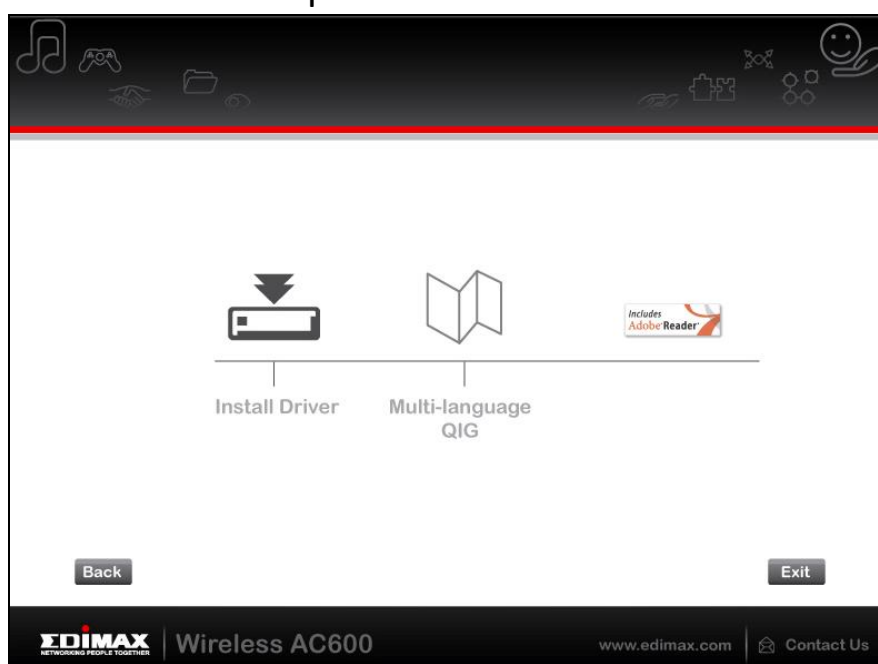 Includes
Adobe Reader
Install Driver
Multi-language
QIG
Back
Exit
EDIMAX
NETWORKING PEOPLE TOGETHER
Wireless AC600
www.edimax.com
Contact Us